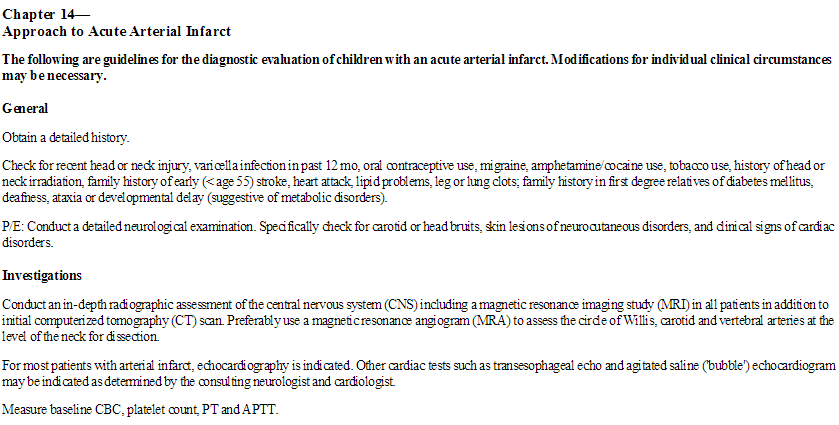 Chapter 14—
Approach to Acute Arterial Infarct
The following are guidelines for the diagnostic evaluation of children with an acute arterial infarct. Modifications for individual clinical circumstances
may be necessary.
General
Obtain a detailed history.
Check for recent head or neck injury, varicella infection in past 12 mo, oral contraceptive use, migraine, amphetamine/cocaine use, tobacco use, history of head or
neck irradiation, family history of early (< age 55) stroke, heart attack, lipid problems, leg or lung clots; family history in first degree relatives of diabetes mellitus,
deafness, ataxia or developmental delay (suggestive of metabolic disorders).
P/E: Conduct a detailed neurological examination. Specifically check for carotid or head bruits, skin lesions of neurocutaneous disorders, and clinical signs of cardiac
disorders.
Investigations
Conduct an in-depth radiographic assessment of the central nervous system (CNS) including a magnetic resonance imaging study (MRI) in all patients in addition to
initial computerized tomography (CT) scan. Preferably use a magnetic resonance angiogram (MRA) to assess the circle of Willis, carotid and vertebral arteries at the
level of the neck for dissection.
For most patients with arterial infarct, echocardiography is indicated. Other cardiac tests such as transesophageal echo and agitated saline ('bubble') echocardiogram
may be indicated as determined by the consulting neurologist and cardiologist.
Measure baseline CBC, platelet count, PT and APTT.